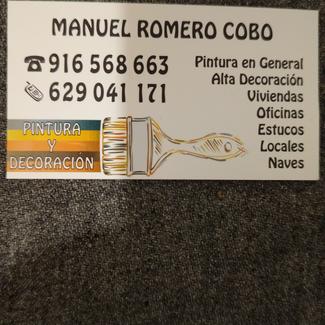 MANUEL ROMERO COBO
☎916 568 663
629 041 171
PINTURA
Y
DECORACIÓN
Pintura en General
Alta Decoración
Viviendas
Oficinas
Estucos
Locales
Naves